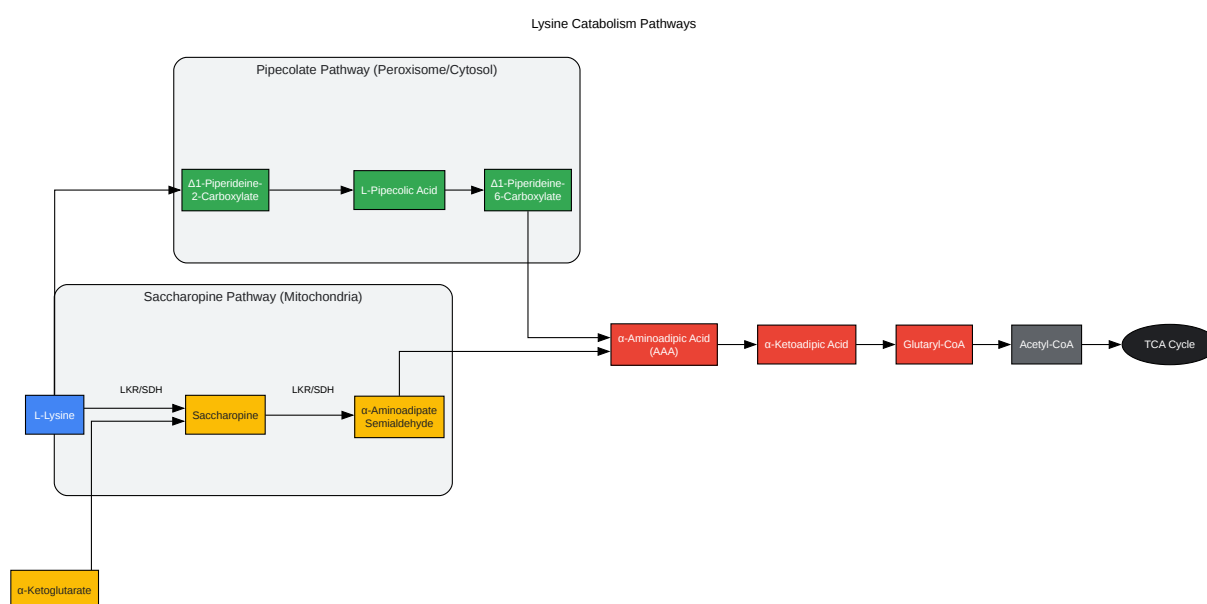 Lysine Catabolism Pathways
Pipecolate Pathway (Peroxisome/Cytosol)
Δ1-Piperideine-
2-Carboxylate
L-Pipecolic Acid
Δ1-Piperideine-
6-Carboxylate
Saccharopine Pathway (Mitochondria)
α-Aminoadipic Acid
(AAA)
α-Ketoadipic Acid
Glutaryl-CoA
Acetyl-CoA
TCA Cycle
LKR/SDH
LKR/SDH
L-Lysine
Saccharopine
α-Aminoadipate
Semialdehyde
α-Ketoglutarate